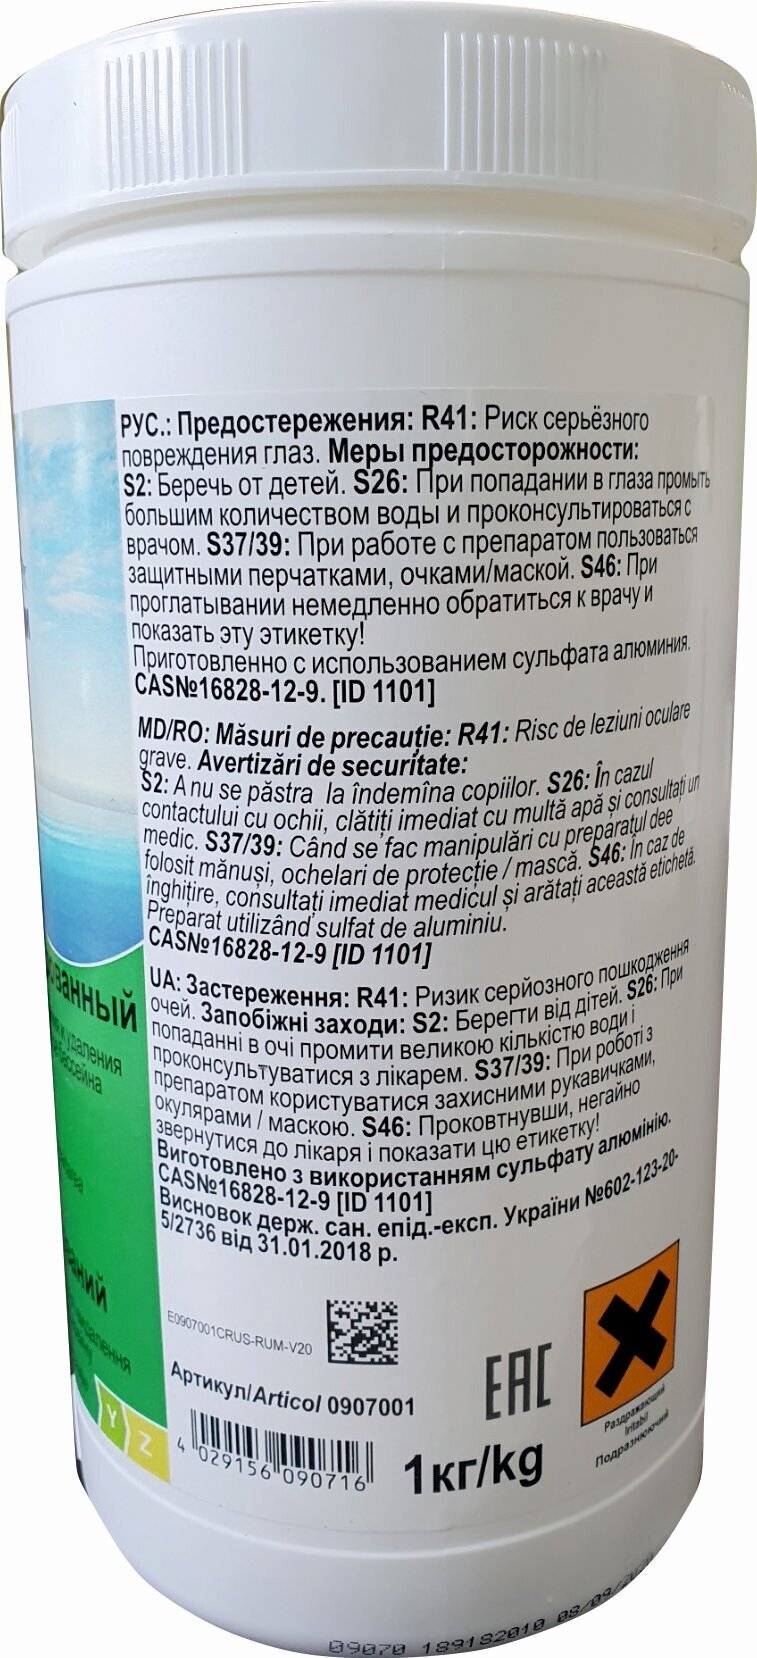 РУС.: Предостережения: R41: Риск серьёзного
повреждения глаз. Меры предосторожности:
S2: Беречь от детей. S26: При попадании в глаза промыть
большим количеством воды и проконсультироваться с
врачом. S37/39: При работе с препаратом пользоваться
защитными перчатками, очками/маской. S46: При
проглатывании немедленно обратиться к врачу и
показать эту этикетку!
Приготовленно с использованием сульфата алюминия.
CAS№16828-12-9. [ID 1101]
MD/RO: Măsuri de precauție: R41: Risc de leziuni oculare
grave. Avertizări de securitate:
S2: A nu se păstra la îndemîna copiilor. S26: În cazul
contactului cu ochii, clătiți imediat cu multă apă și consultați un
medic. S37/39: Când se fac manipulări cu preparatul dee
folosit mănuși, ochelari de protecție / mască. S46: În caz de
înghițire, consultați imediat medicul și arătați această etichetă.
Preparat utilizând sulfat de aluminiu.
CAS№16828-12-9 [ID 1101]
UA: Застереження: R41: Ризик серйозного пошкодження
очей. Запобіжні заходи: S2: Берегти від дітей. S26: При
попаданні в очі промити великою кількістю води і
проконсультуватися з лікарем. S37/39: При роботі з
препаратом користуватися захисними рукавичками,
окулярами / маскою. S46: Проковтнувши, негайно
звернутися до лікаря і показати цю етикетку!
Виготовлено з використанням сульфату алюмінію.
CAS№16828-12-9 [ID 1101]
Висновок держ. сан. епід.-експ. України №602-123-20-
5/2736 від 31.01.2018 р.
E0907001CRUS-RUM-V20
Артикул/Articol 0907001
4 029156 090716
1кг/kg
EAC
Раздражающий
Iritabil
Подразнюючий
удаления
бассейна
Y Z
09070 189182010 08/09/